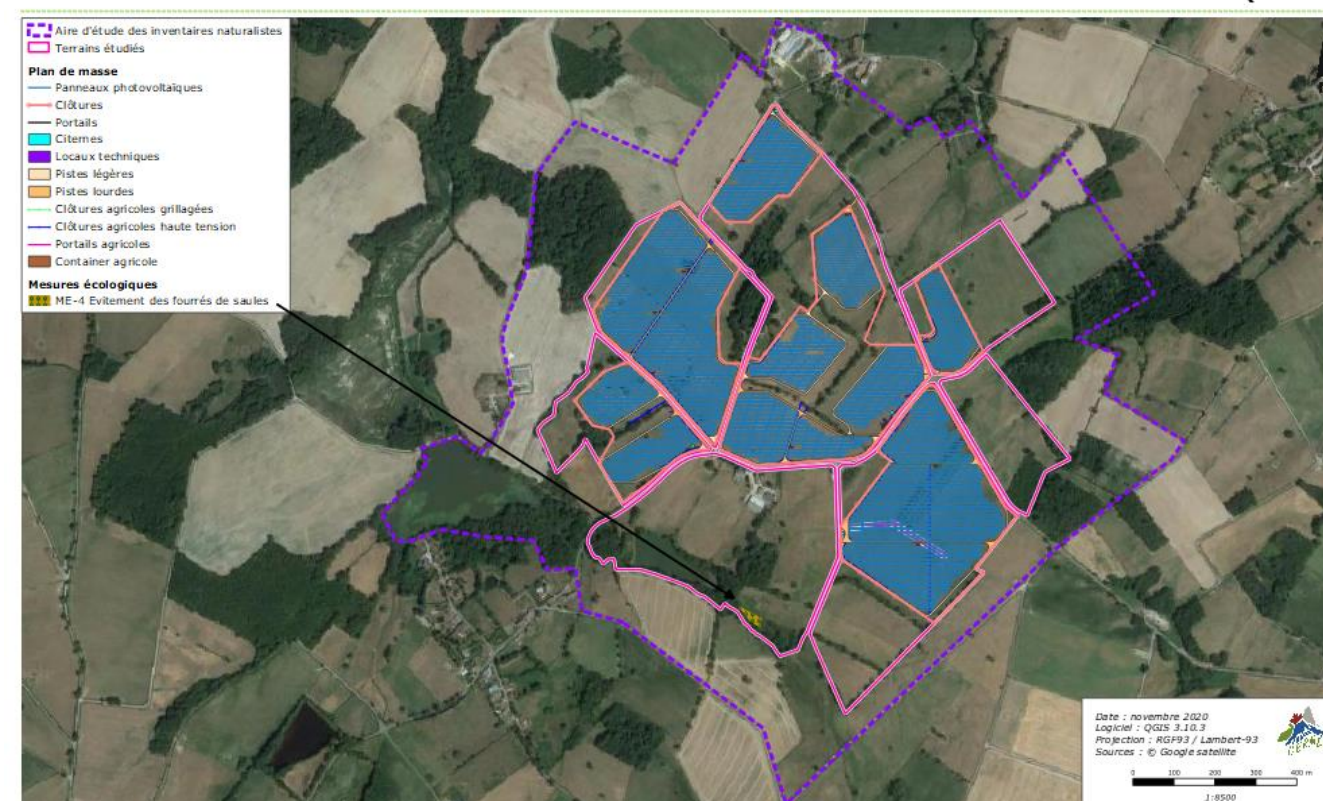 Aire d'étude des inventaires naturalistes
Terrains étudiés
Plan de masse
Panneaux photovoltaïques
Clôtures
Portails
Citernes
Locaux techniques
Pistes légères
Pistes lourdes
Clôtures agricoles grillagées
Clôtures agricoles haute tension
Portails agricoles
Container agricole
Mesures écologiques
ME-4 Evitement des fourrés de saules
Date : novembre 2020
Logiciel : QGIS 3.10.3
Projection : RGF93 / Lambert-93
Sources : © Google satellite
0 100 200 300 400 m
1:8500